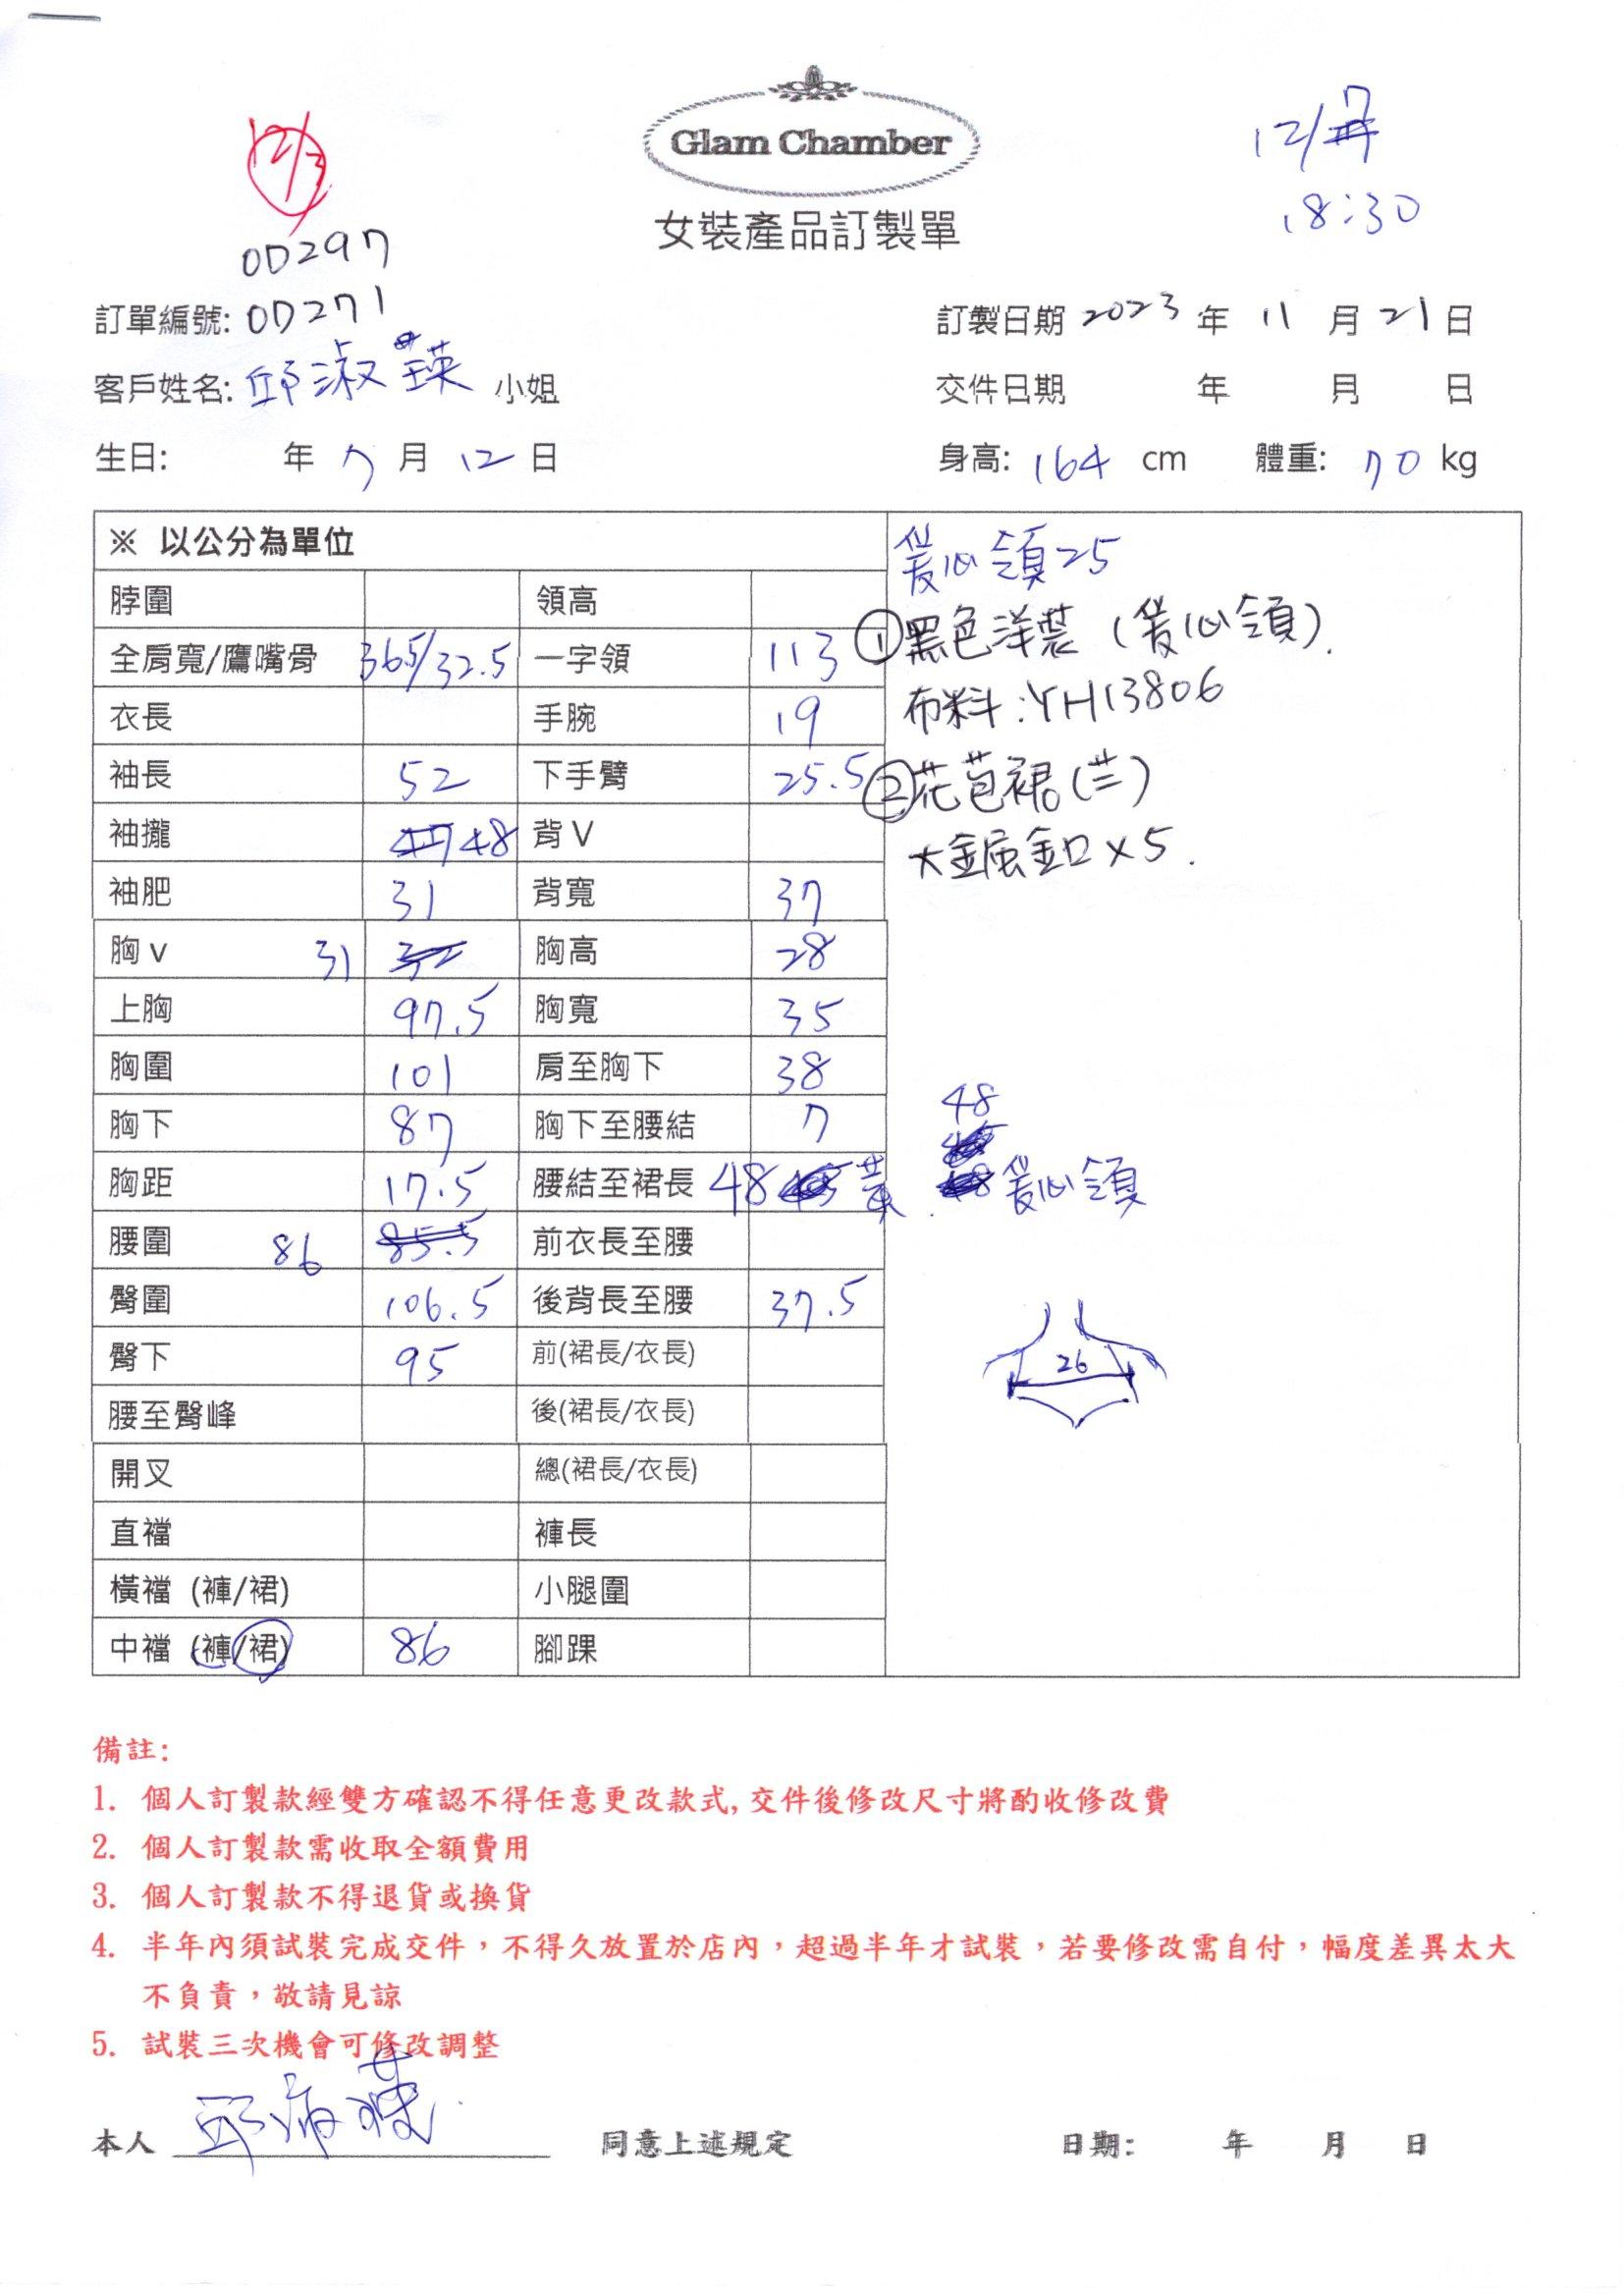 12/3
Glam Chamber
12/7
18:30
女裝產品訂製單
OD297
訂單編號: OD271
訂製日期 2023 年 11 月 21 日
客戶姓名: 邱淑瑛 小姐
交件日期 年 月 日
生日: 年 7 月 12 日
身高: 164 cm 體重: 70 kg
※ 以公分為單位
愛心領25
脖圍 領高
①黑色洋裝(愛心領).
全肩寬/鷹嘴骨 36.5/32.5 一字領 113
布料:YH13806
衣長 手腕 19
袖長 52 下手臂 25.5
②花苞裙(芸)
袖攏 47 48 背V
大金屬釦×5.
袖肥 31 背寬 37
胸v 31 32 胸高 28
上胸 97.5 胸寬 35
胸圍 101 肩至胸下 38
胸下 87 胸下至腰結 7
48
胸距 17.5 腰結至裙長 48
愛心領
腰圍 86 85.5 前衣長至腰
臀圍 106.5 後背長至腰 37.5
臀下 95 前(裙長/衣長)
26
腰至臀峰 後(裙長/衣長)
開叉 總(裙長/衣長)
直襠 褲長
橫襠 (褲/裙) 小腿圍
中襠 (褲/裙) 86 腳踝
備註:
1. 個人訂製款經雙方確認不得任意更改款式,交件後修改尺寸將酌收修改費
2. 個人訂製款需收取全額費用
3. 個人訂製款不得退貨或換貨
4. 半年內須試裝完成交件，不得久放置於店內，超過半年才試裝，若要修改需自付，幅度差異太大
不負責，敬請見諒
5. 試裝三次機會可修改調整
本人 邱淑瑛 同意上述規定 日期: 年 月 日